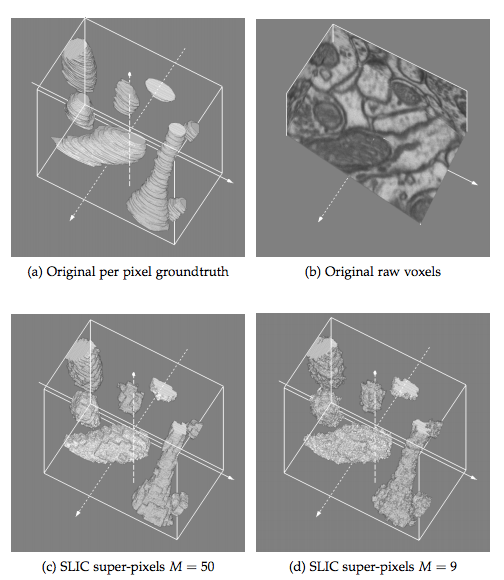 (a) Original per pixel groundtruth
(b) Original raw voxels
(c) SLIC super-pixels M = 50
(d) SLIC super-pixels M = 9